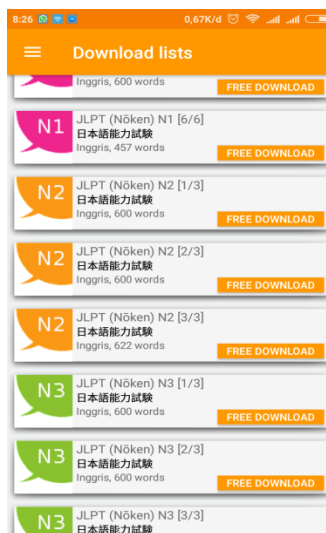 8:26 0,67K/d
Download lists
Inggris, 600 words
FREE DOWNLOAD
N1
JLPT (Nōken) N1 [6/6]
日本語能力試験
Inggris, 457 words
FREE DOWNLOAD
N2
JLPT (Nōken) N2 [1/3]
日本語能力試験
Inggris, 600 words
FREE DOWNLOAD
N2
JLPT (Nōken) N2 [2/3]
日本語能力試験
Inggris, 600 words
FREE DOWNLOAD
N2
JLPT (Nōken) N2 [3/3]
日本語能力試験
Inggris, 622 words
FREE DOWNLOAD
N3
JLPT (Nōken) N3 [1/3]
日本語能力試験
Inggris, 600 words
FREE DOWNLOAD
N3
JLPT (Nōken) N3 [2/3]
日本語能力試験
Inggris, 600 words
FREE DOWNLOAD
N3
JLPT (Nōken) N3 [3/3]
日本語能力試験